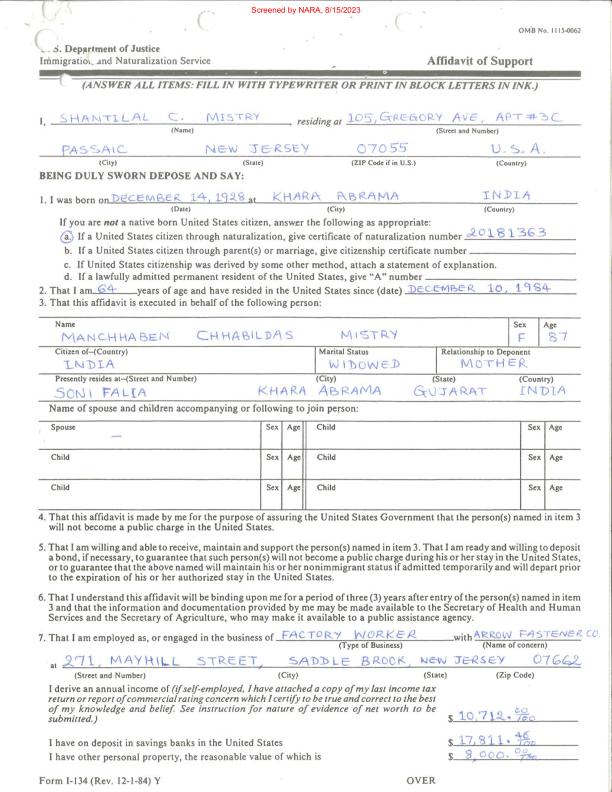 Screened by NARA, 8/15/2023
OMB No. 1115-0062
. S. Department of Justice
Immigration and Naturalization Service
Affidavit of Support
(ANSWER ALL ITEMS: FILL IN WITH TYPEWRITER OR PRINT IN BLOCK LETTERS IN INK.)
I, SHANTILAL C. MISTRY residing at 105, GREGORY AVE, APT #3C
(Name) (Street and Number)
PASSAIC NEW JERSEY 07055 U.S.A.
(City) (State) (ZIP Code if in U.S.) (Country)
BEING DULY SWORN DEPOSE AND SAY:
1. I was born on DECEMBER 14, 1928 at KHARA ABRAMA INDIA
(Date) (City) (Country)
If you are not a native born United States citizen, answer the following as appropriate:
a. If a United States citizen through naturalization, give certificate of naturalization number 20181363
b. If a United States citizen through parent(s) or marriage, give citizenship certificate number
c. If United States citizenship was derived by some other method, attach a statement of explanation.
d. If a lawfully admitted permanent resident of the United States, give "A" number
2. That I am 64 years of age and have resided in the United States since (date) DECEMBER 10, 1984
3. That this affidavit is executed in behalf of the following person:
Name Sex Age
MANCHHABEN CHHABILDAS MISTRY F 87
Citizen of–(Country) Marital Status Relationship to Deponent
INDIA WIDOWED MOTHER
Presently resides at–(Street and Number) (City) (State) (Country)
SONI FALIA KHARA ABRAMA GUJARAT INDIA
Name of spouse and children accompanying or following to join person:
Spouse Sex Age Child Sex Age
—
Child Sex Age Child Sex Age
Child Sex Age Child Sex Age
4. That this affidavit is made by me for the purpose of assuring the United States Government that the person(s) named in item 3
will not become a public charge in the United States.
5. That I am willing and able to receive, maintain and support the person(s) named in item 3. That I am ready and willing to deposit
a bond, if necessary, to guarantee that such person(s) will not become a public charge during his or her stay in the United States,
or to guarantee that the above named will maintain his or her nonimmigrant status if admitted temporarily and will depart prior
to the expiration of his or her authorized stay in the United States.
6. That I understand this affidavit will be binding upon me for a period of three (3) years after entry of the person(s) named in item
3 and that the information and documentation provided by me may be made available to the Secretary of Health and Human
Services and the Secretary of Agriculture, who may make it available to a public assistance agency.
7. That I am employed as, or engaged in the business of FACTORY WORKER with ARROW FASTENER CO.
(Type of Business) (Name of concern)
at 271, MAYHILL STREET, SADDLE BROOK, NEW JERSEY 07662
(Street and Number) (City) (State) (Zip Code)
I derive an annual income of (if self-employed, I have attached a copy of my last income tax
return or report of commercial rating concern which I certify to be true and correct to the best
of my knowledge and belief. See instruction for nature of evidence of net worth to be
submitted.) $ 10,712. 00/100
I have on deposit in savings banks in the United States $ 17,811. 46/100
I have other personal property, the reasonable value of which is $ 8,000. 00/100
Form I-134 (Rev. 12-1-84) Y OVER